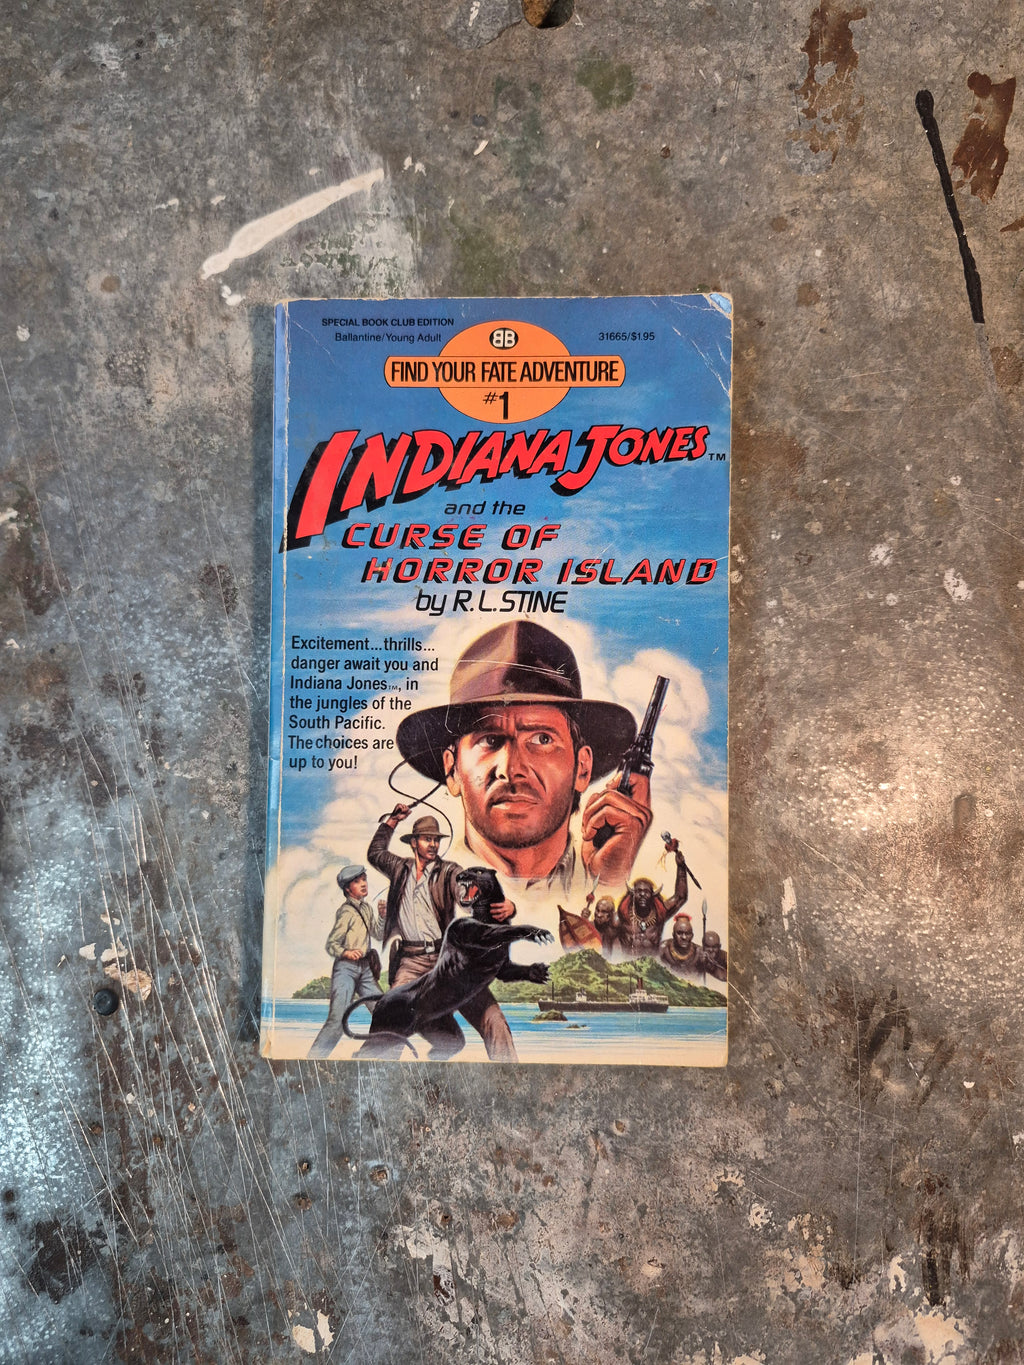 SPECIAL BOOK CLUB EDITION
Ballantine/Young Adult
BB
31665/$1.95
FIND YOUR FATE ADVENTURE
#1
INDIANA JONES™
and the
CURSE OF
HORROR ISLAND
by R.L. STINE
Excitement...thrills...
danger await you and
Indiana Jones™, in
the jungles of the
South Pacific.
The choices are
up to you!